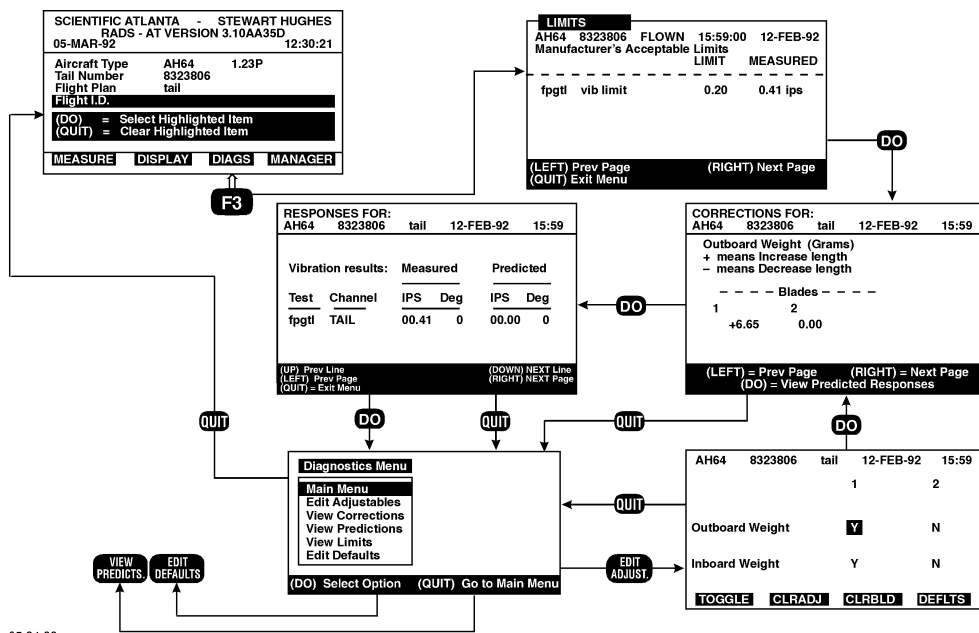 SCIENTIFIC ATLANTA - STEWART HUGHES
RADS - AT VERSION 3.10AA35D
05-MAR-92 12:30:21
Aircraft Type AH64 1.23P
Tail Number 8323806
Flight Plan tail
Flight I.D.
(DO) = Select Highlighted Item
(QUIT) = Clear Highlighted Item
MEASURE DISPLAY DIAGS MANAGER
F3
LIMITS
AH64 8323806 FLOWN 15:59:00 12-FEB-92
Manufacturer's Acceptable Limits
LIMIT MEASURED
fpgtl vib limit 0.20 0.41 ips
(LEFT) Prev Page (RIGHT) Next Page
(QUIT) Exit Menu
DO
RESPONSES FOR:
AH64 8323806 tail 12-FEB-92 15:59
Vibration results: Measured Predicted
Test Channel IPS Deg IPS Deg
fpgtl TAIL 00.41 0 00.00 0
(UP) Prev Line (DOWN) NEXT Line
(LEFT) Prev Page (RIGHT) NEXT Page
(QUIT) = Exit Menu
DO
CORRECTIONS FOR:
AH64 8323806 tail 12-FEB-92 15:59
Outboard Weight (Grams)
+ means Increase length
– means Decrease length
– – – – Blades – – – –
1 2
+6.65 0.00
(LEFT) = Prev Page (RIGHT) = Next Page
(DO) = View Predicted Responses
QUIT
DO
QUIT
QUIT
DO
Diagnostics Menu
Main Menu
Edit Adjustables
View Corrections
View Predictions
View Limits
Edit Defaults
(DO) Select Option (QUIT) Go to Main Menu
QUIT
EDIT ADJUST.
AH64 8323806 tail 12-FEB-92 15:59
1 2
Outboard Weight Y N
Inboard Weight Y N
TOGGLE CLRADJ CLRBLD DEFLTS
VIEW PREDICTS.
EDIT DEFAULTS